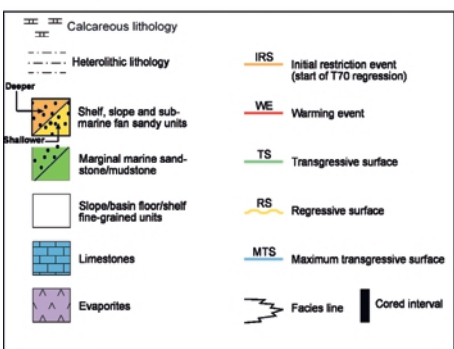 Calcareous lithology
Heterolithic lithology
Deeper
Shallower
Shelf, slope and sub-
marine fan sandy units
Marginal marine sand-
stone/mudstone
Slope/basin floor/shelf
fine-grained units
Limestones
Evaporites
IRS
Initial restriction event
(start of T70 regression)
WE
Warming event
TS
Transgressive surface
RS
Regressive surface
MTS
Maximum transgressive surface
Facies line
Cored interval